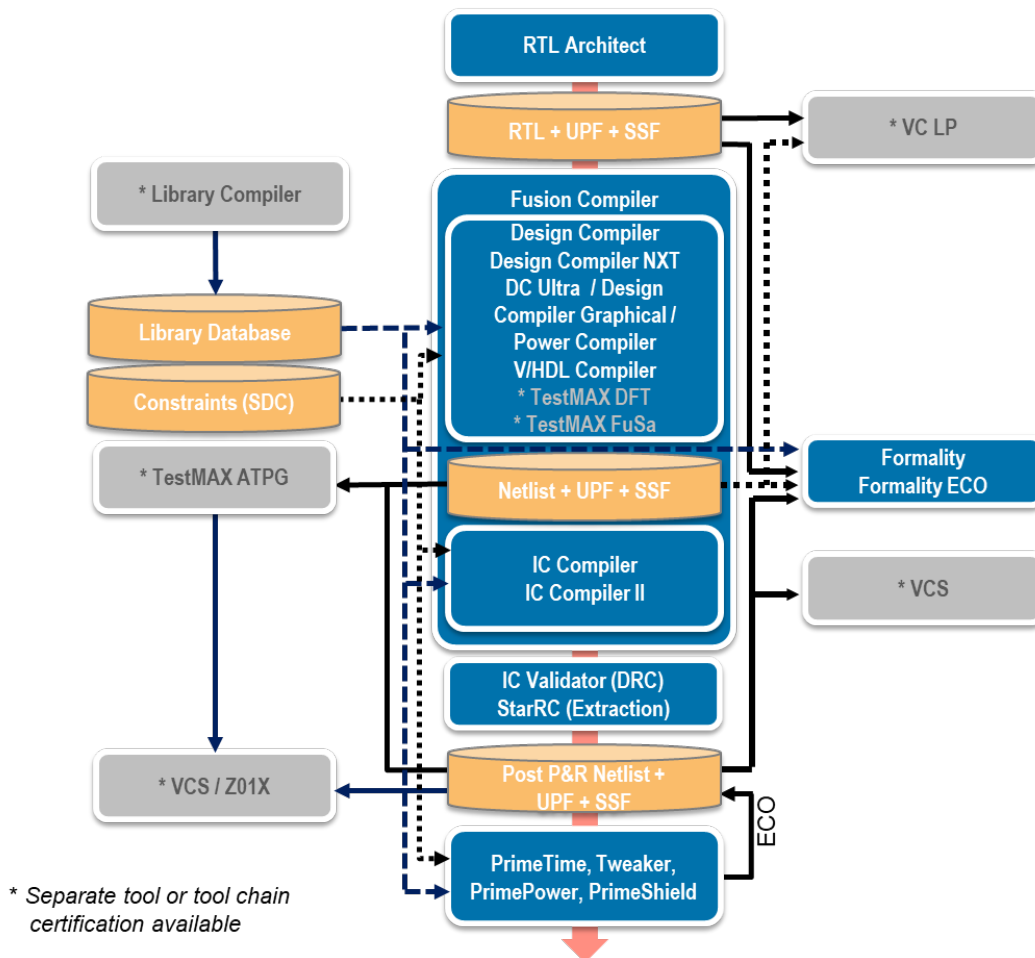 RTL Architect
RTL + UPF + SSF
* VC LP
* Library Compiler
Fusion Compiler
Design Compiler
Design Compiler NXT
DC Ultra / Design
Compiler Graphical /
Power Compiler
V/HDL Compiler
* TestMAX DFT
* TestMAX FuSa
Library Database
Constraints (SDC)
* TestMAX ATPG
Netlist + UPF + SSF
Formality
Formality ECO
IC Compiler
IC Compiler II
* VCS
IC Validator (DRC)
StarRC (Extraction)
* VCS / Z01X
Post P&R Netlist +
UPF + SSF
ECO
PrimeTime, Tweaker,
PrimePower, PrimeShield
* Separate tool or tool chain
certification available